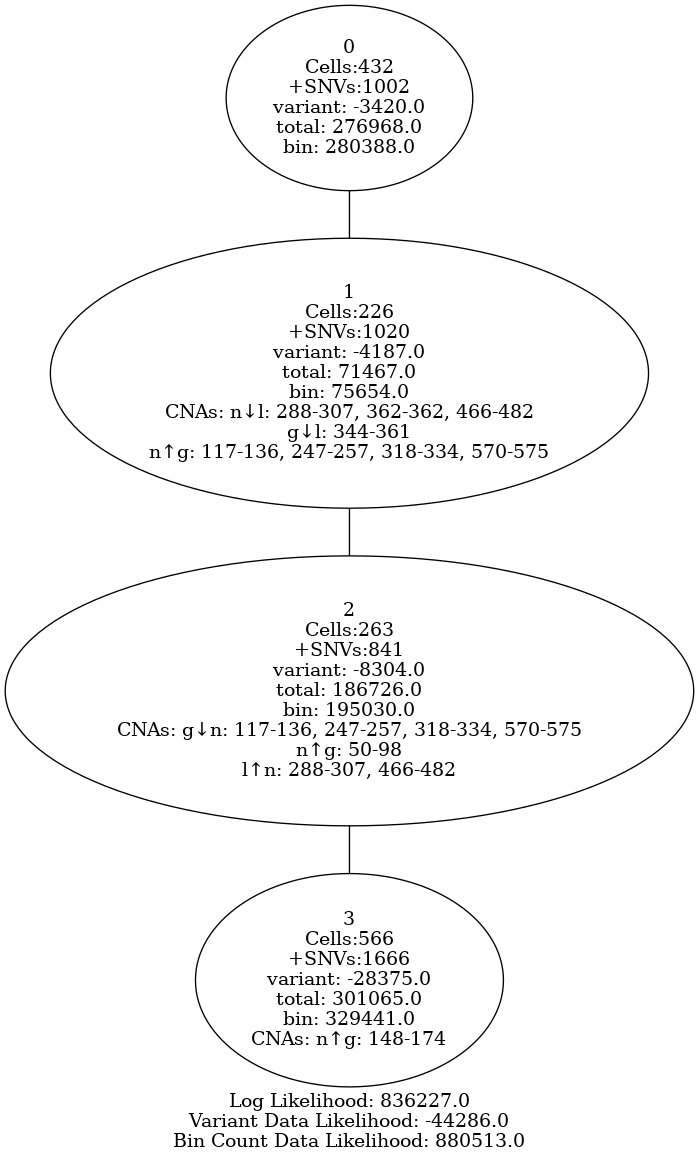 0
Cells:432
+SNVs:1002
variant: -3420.0
total: 276968.0
bin: 280388.0
1
Cells:226
+SNVs:1020
variant: -4187.0
total: 71467.0
bin: 75654.0
CNAs: n↓l: 288-307, 362-362, 466-482
g↓l: 344-361
n↑g: 117-136, 247-257, 318-334, 570-575
2
Cells:263
+SNVs:841
variant: -8304.0
total: 186726.0
bin: 195030.0
CNAs: g↓n: 117-136, 247-257, 318-334, 570-575
n↑g: 50-98
l↑n: 288-307, 466-482
3
Cells:566
+SNVs:1666
variant: -28375.0
total: 301065.0
bin: 329441.0
CNAs: n↑g: 148-174
Log Likelihood: 836227.0
Variant Data Likelihood: -44286.0
Bin Count Data Likelihood: 880513.0